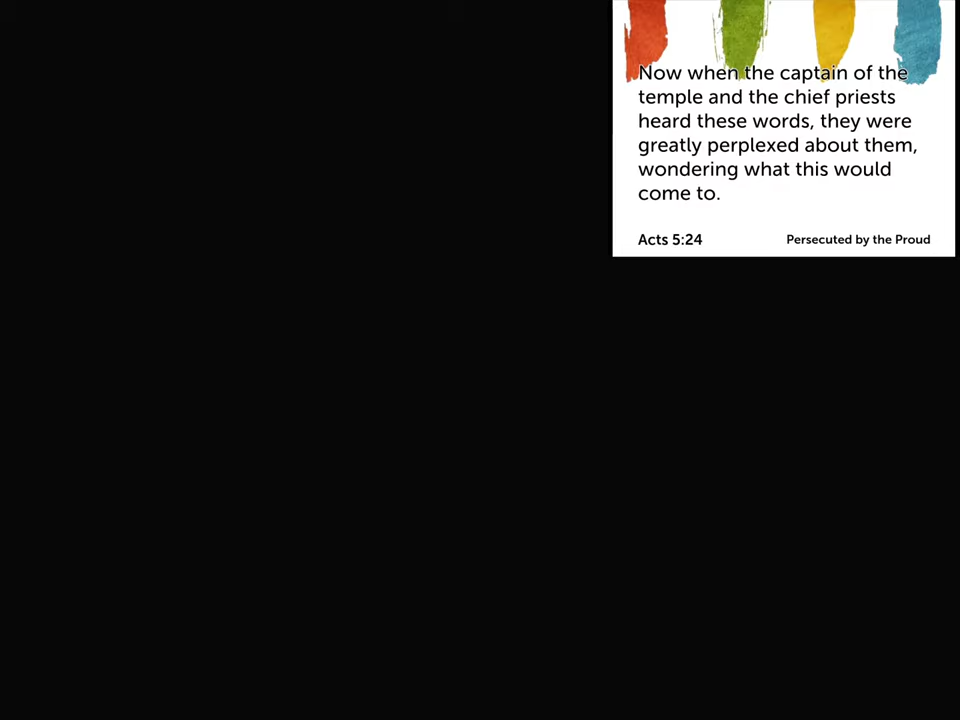 Now when the captain of the
temple and the chief priests
heard these words, they were
greatly perplexed about them,
wondering what this would
come to.
Acts 5:24
Persecuted by the Proud